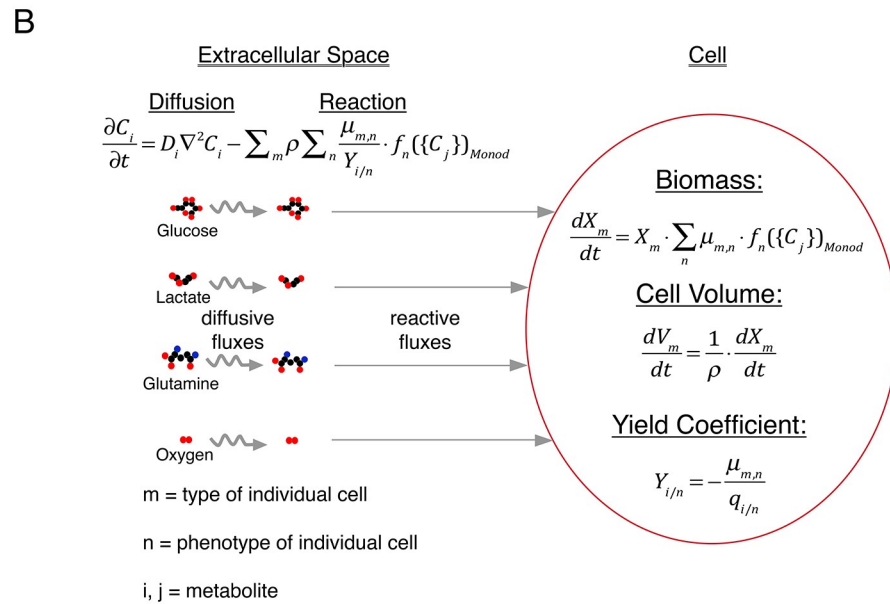 B
Extracellular Space
Cell
Diffusion Reaction
∂C_i/∂t = D_i∇²C_i − ∑_m ρ ∑_n μ_{m,n}/Y_{i/n} · f_n({C_j})_{Monod}
Glucose
Lactate
diffusive fluxes
reactive fluxes
Glutamine
Oxygen
m = type of individual cell
n = phenotype of individual cell
i, j = metabolite
Biomass:
dX_m/dt = X_m · ∑_n μ_{m,n} · f_n({C_j})_{Monod}
Cell Volume:
dV_m/dt = 1/ρ · dX_m/dt
Yield Coefficient:
Y_{i/n} = − μ_{m,n}/q_{i/n}